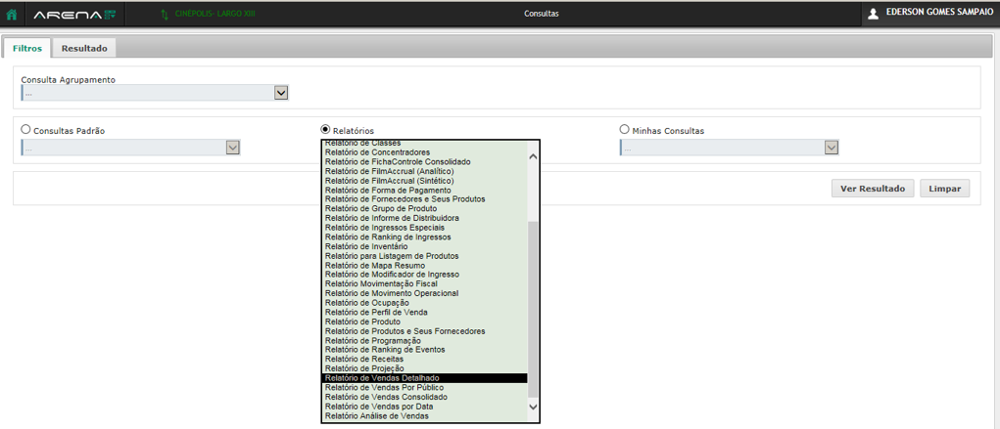 ARENA
CINÉPOLIS- LARGO XIII
Consultas
EDERSON GOMES SAMPAIO
Filtros
Resultado
Consulta Agrupamento
...
Consultas Padrão
Relatórios
Minhas Consultas
...
...
Relatório de Classes
Relatório de Concentradores
Relatório de FichaControle Consolidado
Relatório de FilmAccrual (Analítico)
Relatório de FilmAccrual (Sintético)
Relatório de Forma de Pagamento
Relatório de Fornecedores e Seus Produtos
Relatório de Grupo de Produto
Relatório de Informe de Distribuidora
Relatório de Ingressos Especiais
Relatório de Ranking de Ingressos
Relatório de Inventário
Relatório para Listagem de Produtos
Relatório de Mapa Resumo
Relatório de Modificador de Ingresso
Relatório Movimentação Fiscal
Relatório de Movimento Operacional
Relatório de Ocupação
Relatório de Perfil de Venda
Relatório de Produto
Relatório de Produtos e Seus Fornecedores
Relatório de Programação
Relatório de Ranking de Eventos
Relatório de Receitas
Relatório de Projeção
Relatório de Vendas Detalhado
Relatório de Vendas Por Público
Relatório de Vendas Consolidado
Relatório de Vendas por Data
Relatório Análise de Vendas
Ver Resultado
Limpar